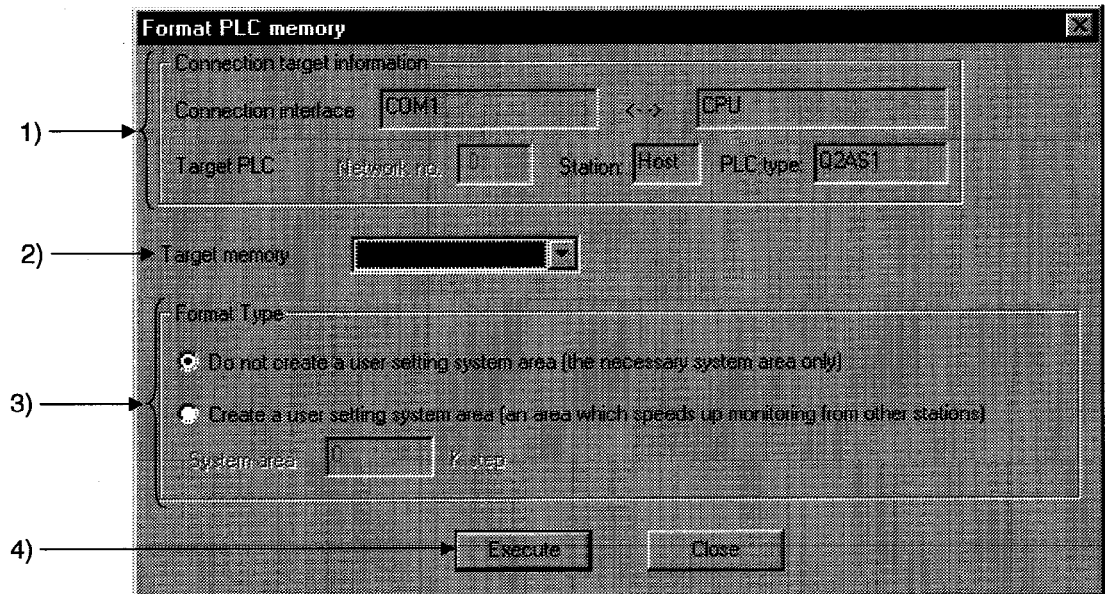 Format PLC memory
Connection target information
Connection interface COM1 <--> CPU
1)
Target PLC Network no. 0 Station: Host PLC type: Q2AS1
2) Target memory
Format Type
Do not create a user setting system area (the necessary system area only)
3)
Create a user setting system area (an area which speeds up monitoring from other stations)
System area 0 K step
4) Execute Close